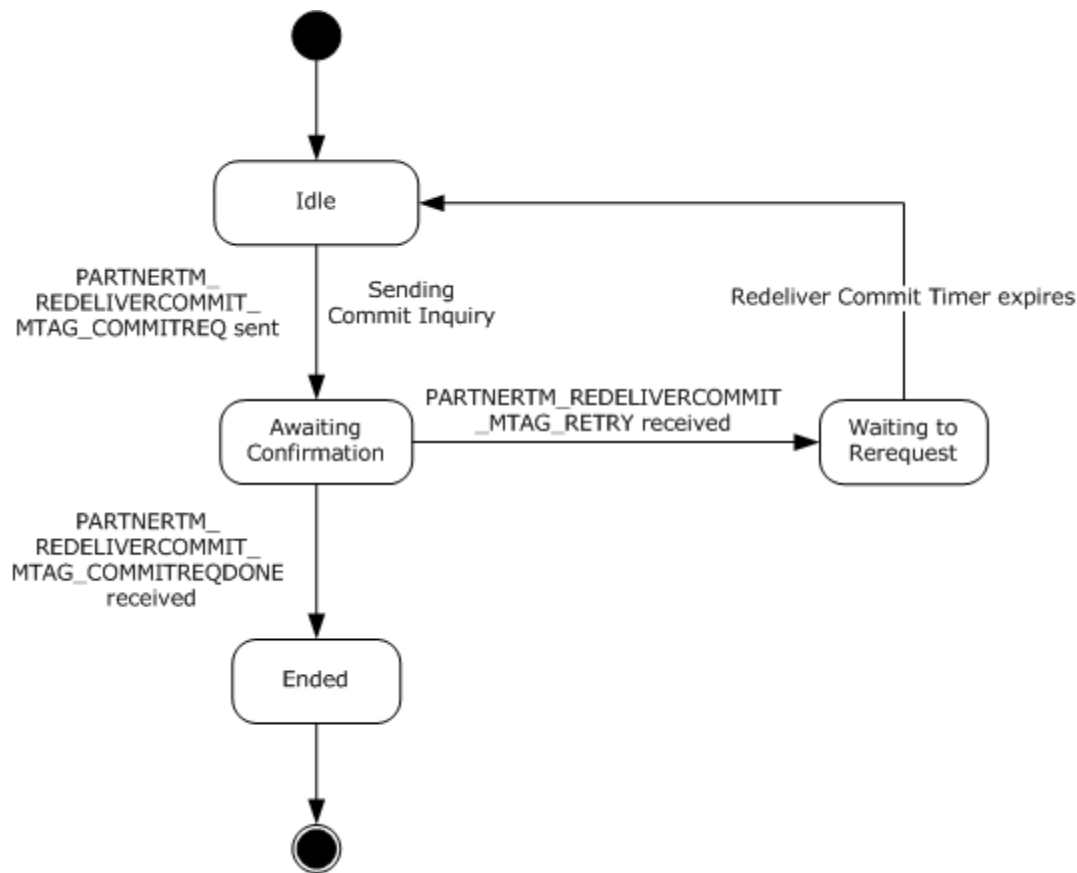 Idle
PARTNERTM_
REDELIVERCOMMIT_
MTAG_COMMITREQ sent
Sending
Commit Inquiry
Redeliver Commit Timer expires
Awaiting
Confirmation
PARTNERTM_REDELIVERCOMMIT
_MTAG_RETRY received
Waiting to
Rerequest
PARTNERTM_
REDELIVERCOMMIT_
MTAG_COMMITREQDONE
received
Ended